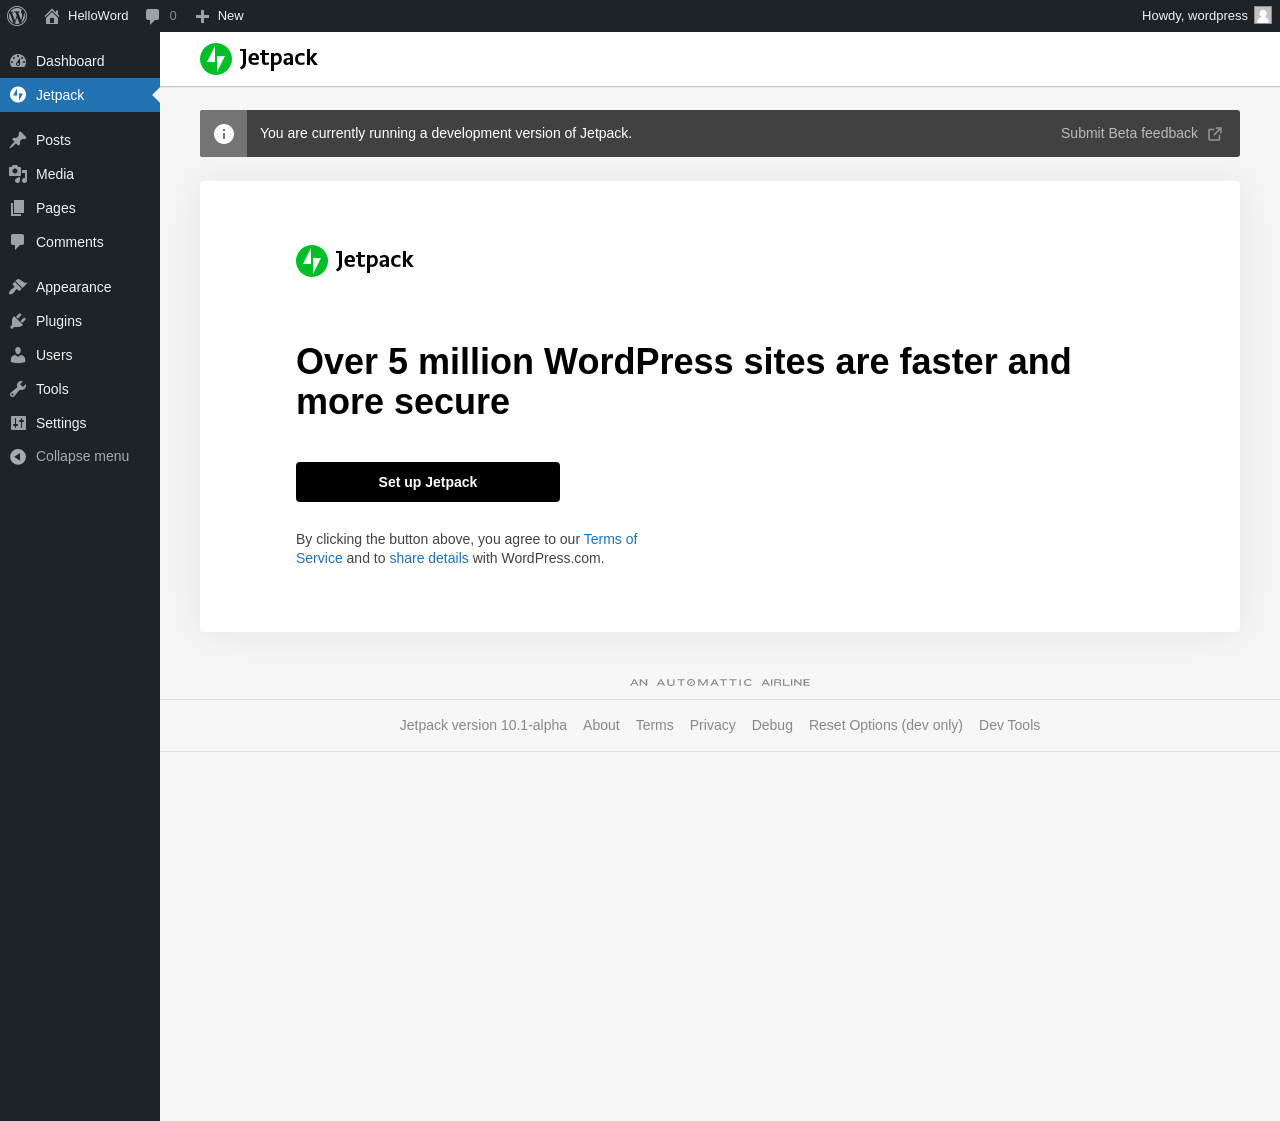 HelloWord
0
New
Howdy, wordpress
Dashboard
Jetpack
Posts
Media
Pages
Comments
Appearance
Plugins
Users
Tools
Settings
Collapse menu
Jetpack
You are currently running a development version of Jetpack.
Submit Beta feedback
Jetpack
Over 5 million WordPress sites are faster and
more secure
Set up Jetpack
By clicking the button above, you agree to our Terms of
Service and to share details with WordPress.com.
AN AUTOMATTIC AIRLINE
Jetpack version 10.1-alpha About Terms Privacy Debug Reset Options (dev only) Dev Tools